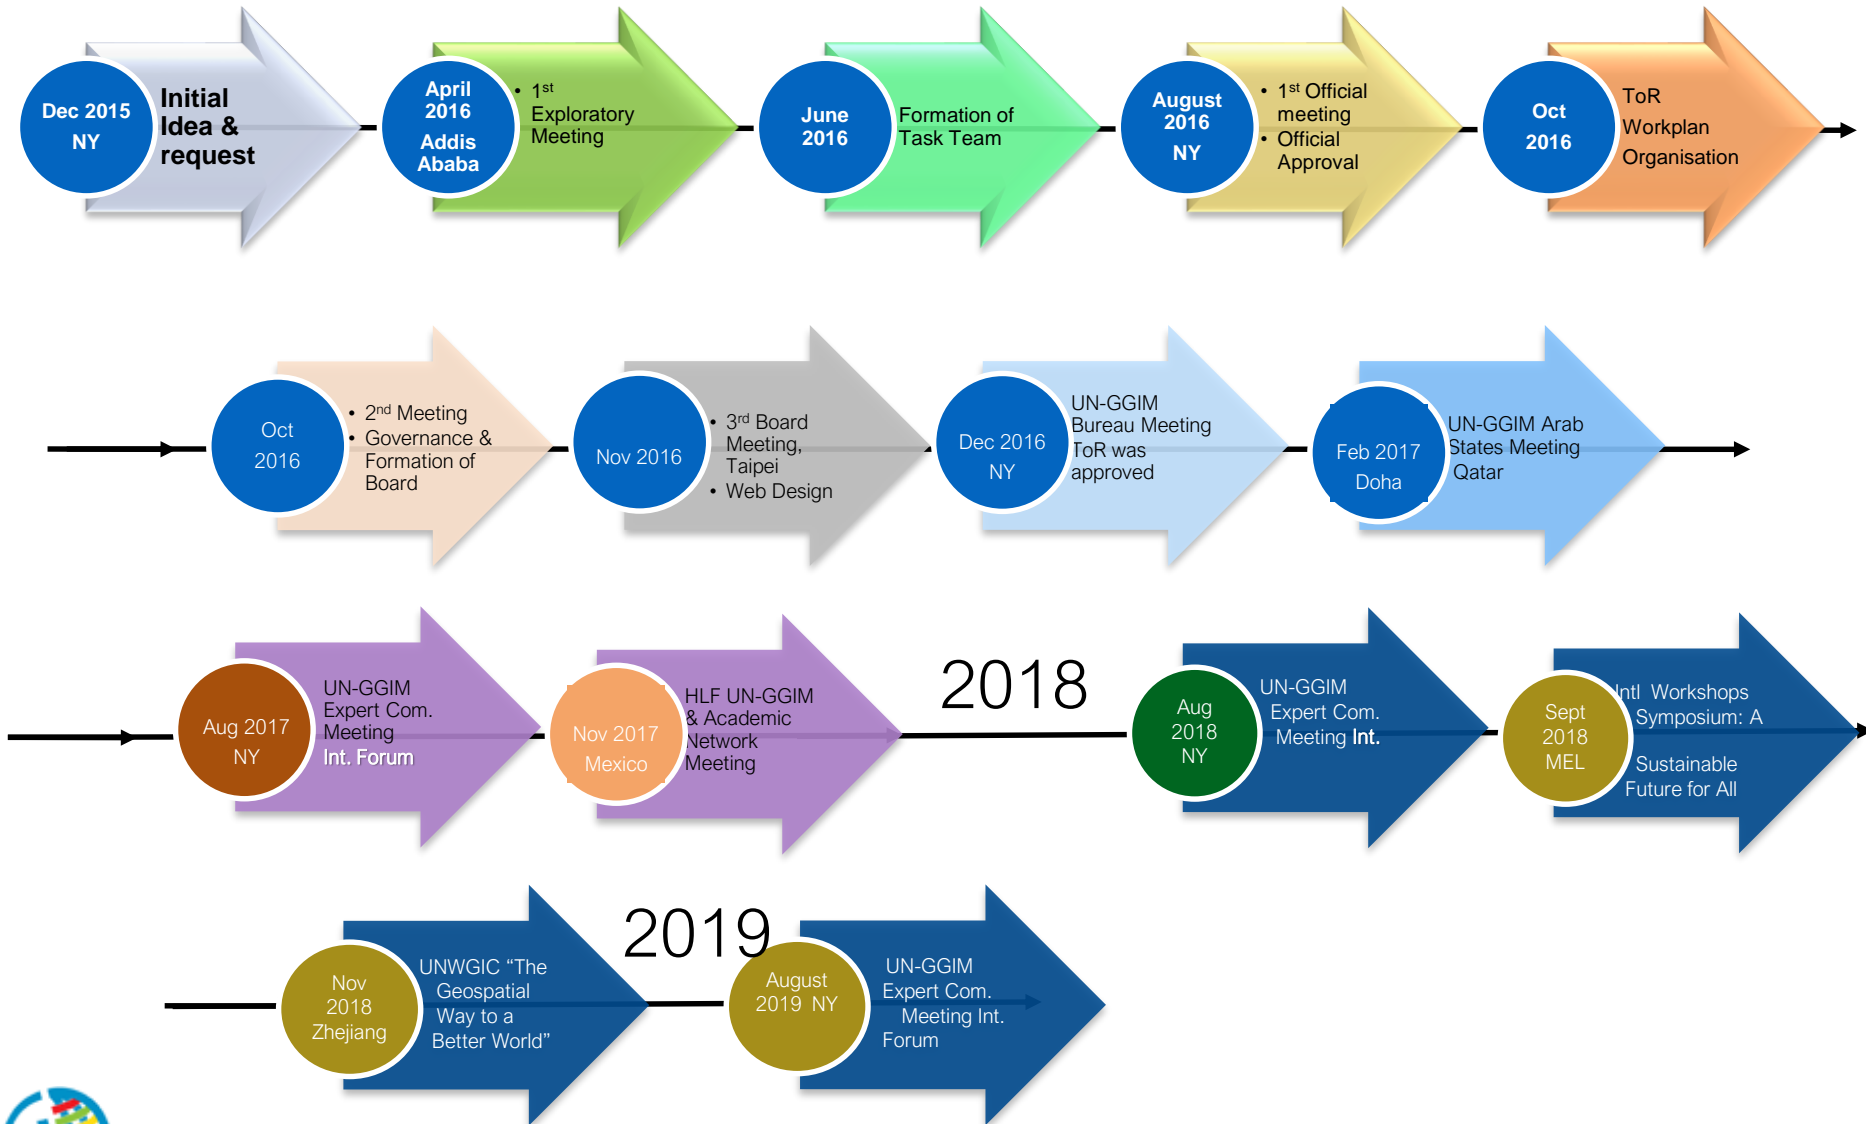 Dec 2015
NY
Initial
Idea &
request
April
2016
Addis
Ababa
• 1st
Exploratory
Meeting
June
2016
Formation of
Task Team
August
2016
NY
• 1st Official
meeting
• Official
Approval
Oct
2016
ToR
Workplan
Organisation
Oct
2016
• 2nd Meeting
• Governance &
Formation of
Board
Nov 2016
• 3rd Board
Meeting,
Taipei
• Web Design
Dec 2016
NY
UN-GGIM
Bureau Meeting
ToR was
approved
Feb 2017
Doha
UN-GGIM Arab
States Meeting
Qatar
Aug 2017
NY
UN-GGIM
Expert Com.
Meeting
Int. Forum
Nov 2017
Mexico
HLF UN-GGIM
& Academic
Network
Meeting
2018
Aug
2018
NY
UN-GGIM
Expert Com.
Meeting Int.
Sept
2018
MEL
Intl Workshops
Symposium: A
Sustainable
Future for All
Nov
2018
Zhejiang
UNWGIC “The
Geospatial
Way to a
Better World”
2019
August
2019 NY
UN-GGIM
Expert Com.
Meeting Int.
Forum